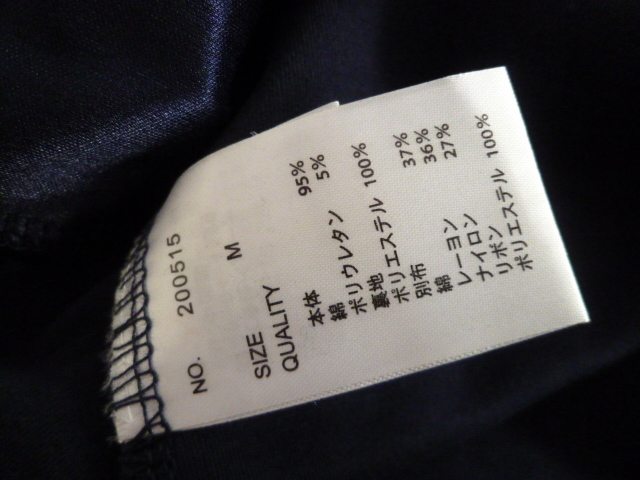 NO. 200515
SIZE M
QUALITY
本体
綿 95%
ポリウレタン 5%
裏地
ポリエステル 100%
別布
綿 37%
レーヨン 36%
ナイロン 27%
リボン
ポリエステル 100%